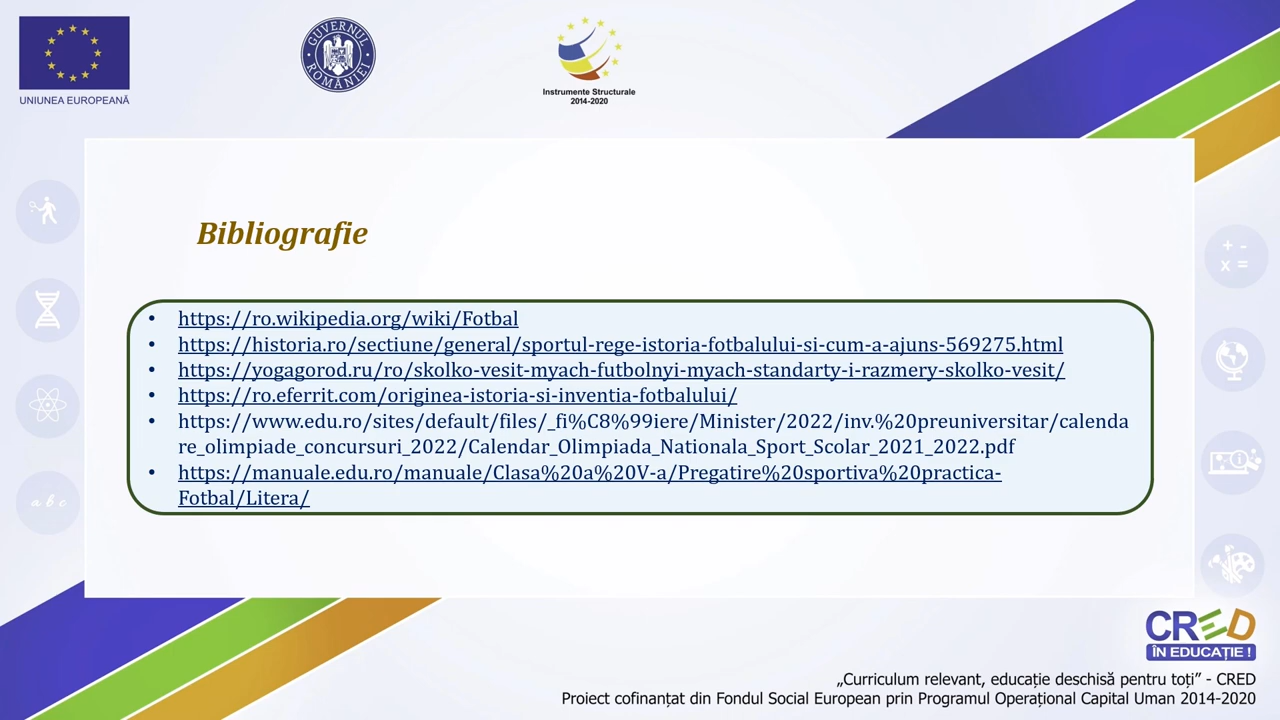 UNIUNEA EUROPEANĂ
GUVERNUL ROMÂNIEI
Instrumente Structurale
2014-2020
Bibliografie
• https://ro.wikipedia.org/wiki/Fotbal
• https://historia.ro/sectiune/general/sportul-rege-istoria-fotbalului-si-cum-a-ajuns-569275.html
• https://yogagorod.ru/ro/skolko-vesit-myach-futbolnyi-myach-standarty-i-razmery-skolko-vesit/
• https://ro.eferrit.com/originea-istoria-si-inventia-fotbalului/
• https://www.edu.ro/sites/default/files/_fi%C8%99iere/Minister/2022/inv.%20preuniversitar/calenda
re_olimpiade_concursuri_2022/Calendar_Olimpiada_Nationala_Sport_Scolar_2021_2022.pdf
• https://manuale.edu.ro/manuale/Clasa%20a%20V-a/Pregatire%20sportiva%20practica-
Fotbal/Litera/
+ -
x =
a b c
CRED
ÎN EDUCAȚIE !
„Curriculum relevant, educație deschisă pentru toți” - CRED
Proiect cofinanțat din Fondul Social European prin Programul Operațional Capital Uman 2014-2020